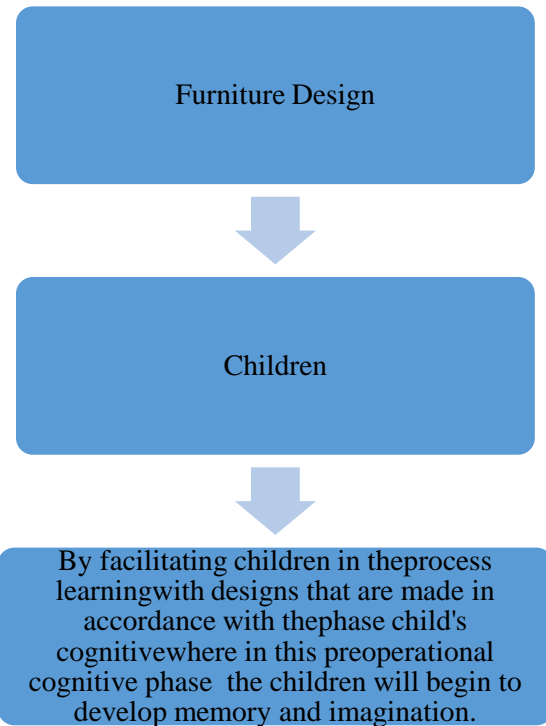 Furniture Design
Children
By facilitating children in theprocess
learningwith designs that are made in
accordance with thephase child's
cognitivewhere in this preoperational
cognitive phase  the children will begin to
develop memory and imagination.